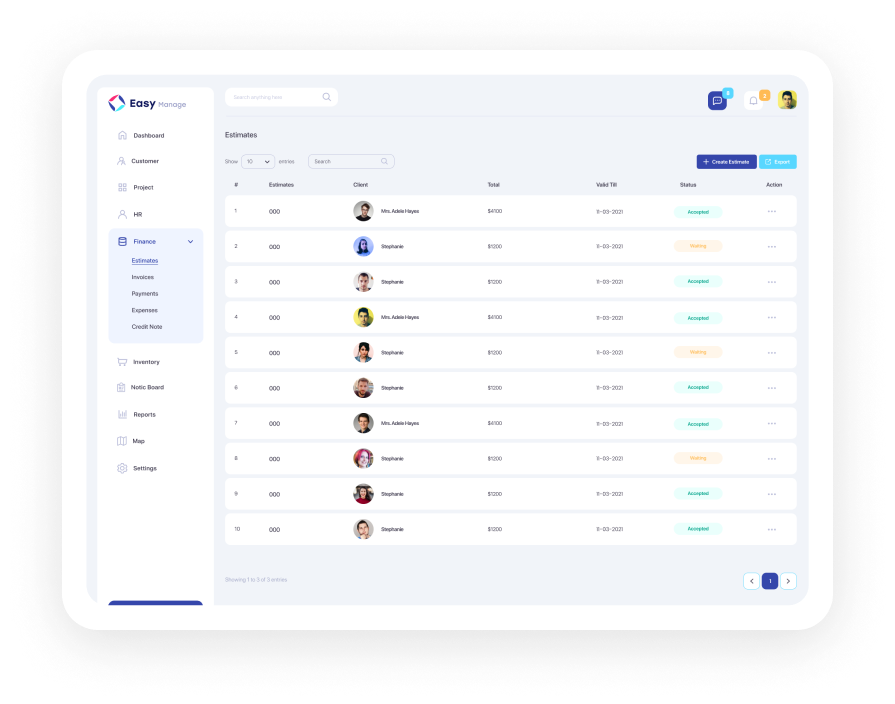 Easy Manage
Search anything here
8
2
Dashboard
Customer
Project
HR
Finance
Estimates
Invoices
Payments
Expenses
Credit Note
Inventory
Notic Board
Reports
Map
Settings
Estimates
Show 10 entries Search
Create Estimate Export
# Estimates Client Total Valid Till Status Action
1 000 Mrs. Adele Hayes $4100 11-03-2021 Accepted
2 000 Stephanie $1200 11-03-2021 Waiting
3 000 Stephanie $1200 11-03-2021 Accepted
4 000 Mrs. Adele Hayes $4100 11-03-2021 Accepted
5 000 Stephanie $1200 11-03-2021 Waiting
6 000 Stephanie $1200 11-03-2021 Accepted
7 000 Mrs. Adele Hayes $4100 11-03-2021 Accepted
8 000 Stephanie $1200 11-03-2021 Waiting
9 000 Stephanie $1200 11-03-2021 Accepted
10 000 Stephanie $1200 11-03-2021 Accepted
Showing 1 to 3 of 3 entries
1